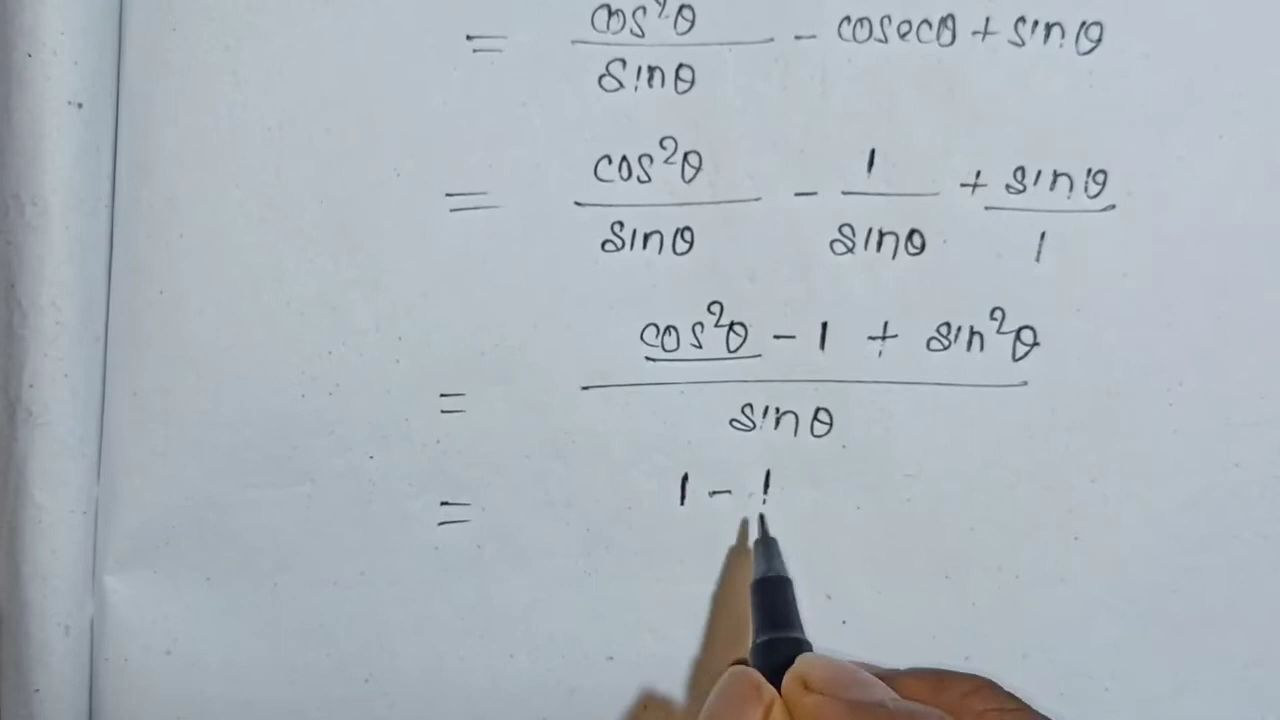 = cos²θ / sinθ - cosecθ + sinθ
= cos²θ / sinθ - 1 / sinθ + sinθ / 1
= cos²θ - 1 + sin²θ / sinθ
= 1 - 1